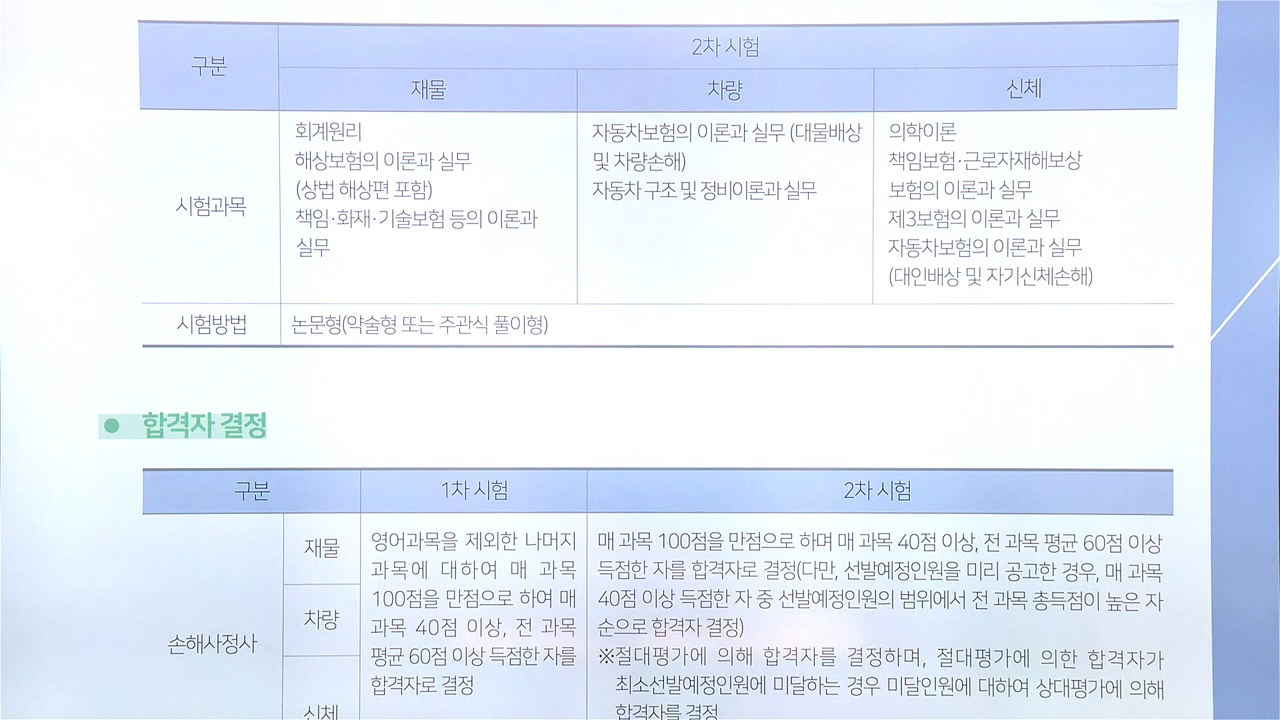 구분
2차 시험
재물
차량
신체
시험과목
회계원리
해상보험의 이론과 실무
(상법 해상편 포함)
책임·화재·기술보험 등의 이론과
실무
자동차보험의 이론과 실무 (대물배상
및 차량손해)
자동차 구조 및 정비이론과 실무
의학이론
책임보험·근로자재해보상
보험의 이론과 실무
제3보험의 이론과 실무
자동차보험의 이론과 실무
(대인배상 및 자기신체손해)
시험방법
논문형(약술형 또는 주관식 풀이형)
● 합격자 결정
구분
1차 시험
2차 시험
손해사정사
재물
차량
신체
영어과목을 제외한 나머지
과목에 대하여 매 과목
100점을 만점으로 하여 매
과목 40점 이상, 전 과목
평균 60점 이상 득점한 자를
합격자로 결정
매 과목 100점을 만점으로 하며 매 과목 40점 이상, 전 과목 평균 60점 이상
득점한 자를 합격자로 결정(다만, 선발예정인원을 미리 공고한 경우, 매 과목
40점 이상 득점한 자 중 선발예정인원의 범위에서 전 과목 총득점이 높은 자
순으로 합격자 결정)
※절대평가에 의해 합격자를 결정하며, 절대평가에 의한 합격자가
최소선발예정인원에 미달하는 경우 미달인원에 대하여 상대평가에 의해
합격자를 결정